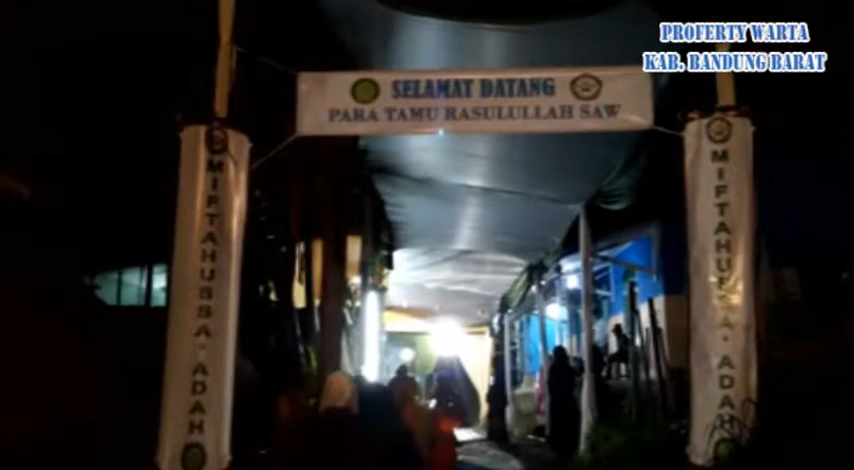 PROFERTY WARTA
KAB. BANDUNG BARAT
SELAMAT DATANG
PARA TAMU RASULULLAH SAW
MIFTAHUSSA'ADAH
MIFTAHUSSA'ADAH